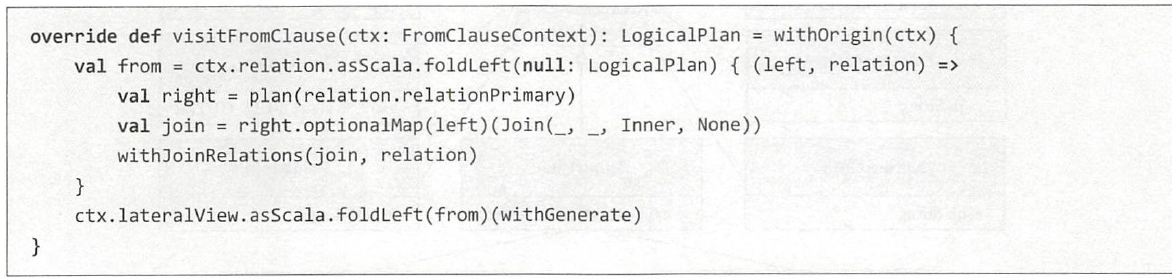 override def visitFromClause(ctx: FromClauseContext): LogicalPlan = withOrigin(ctx) {
    val from = ctx.relation.asScala.foldLeft(null: LogicalPlan) { (left, relation) =>
        val right = plan(relation.relationPrimary)
        val join = right.optionalMap(left)(Join(_, _, Inner, None))
        withJoinRelations(join, relation)
    }
    ctx.lateralView.asScala.foldLeft(from)(withGenerate)
}